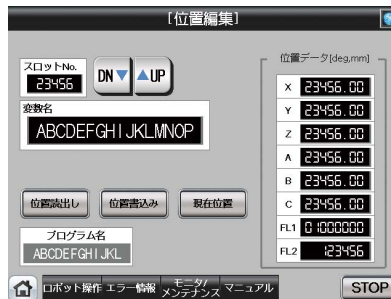 [位置編集]
スロットNo.
23456
DN▼
▲UP
変数名
ABCDEFGHIJKLMNOP
位置読出し
位置書込み
現在位置
プログラム名
ABCDEFGHIJKL
位置データ[deg,mm]
X 23456.00
Y 23456.00
Z 23456.00
A 23456.00
B 23456.00
C 23456.00
FL1 01000000
FL2 123456
ロボット操作
エラー情報
モニタ/
メンテナンス
マニュアル
STOP